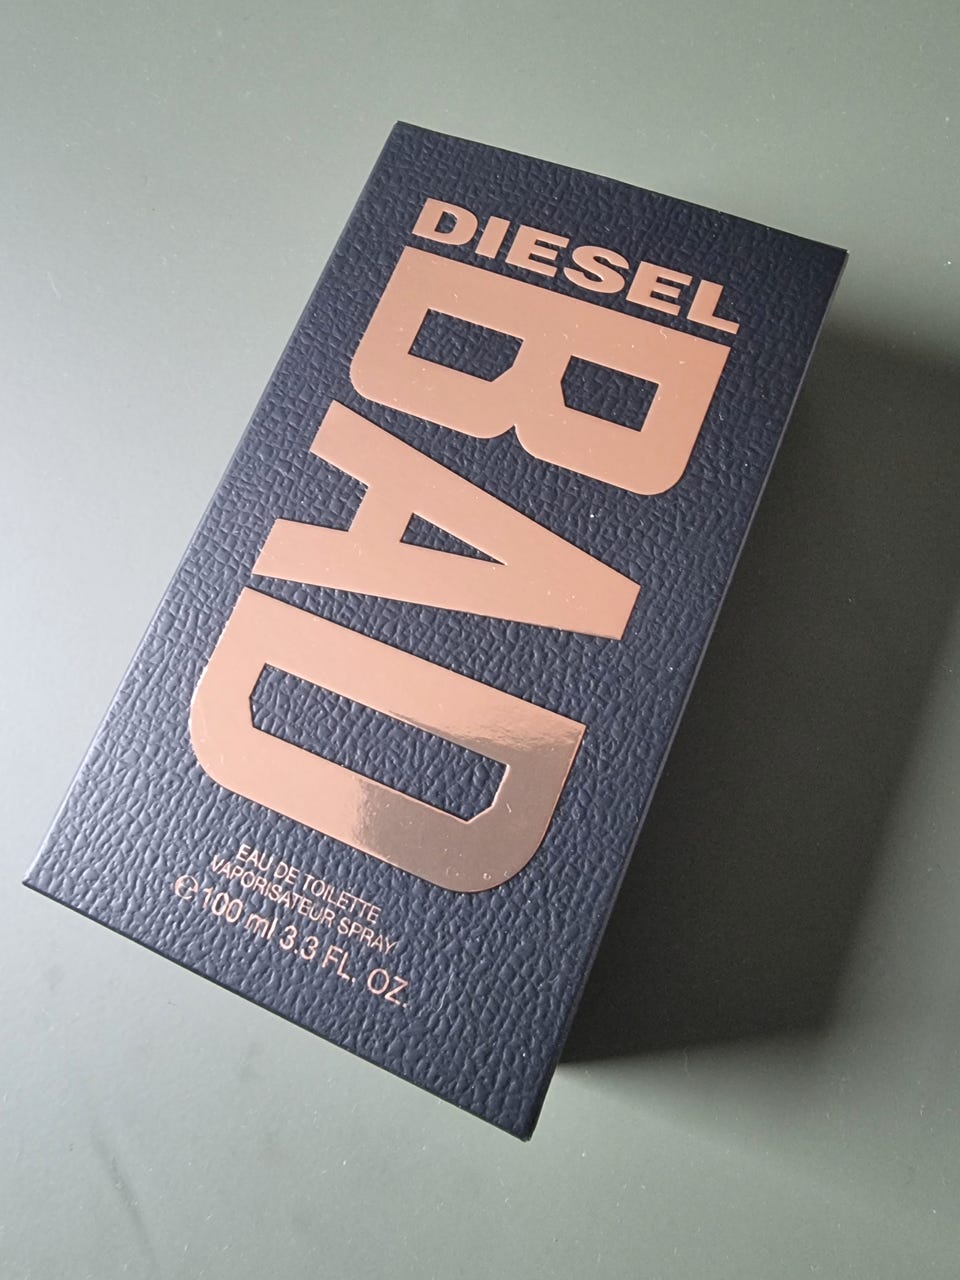 DIESEL
BAD
EAU DE TOILETTE
VAPORISATEUR SPRAY
℮ 100 ml 3.3 FL. OZ.